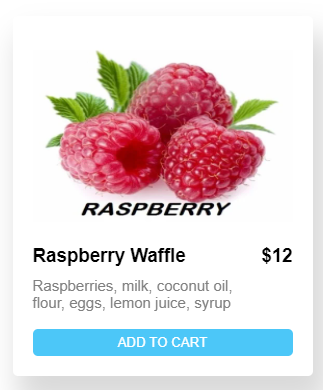 RASPBERRY
Raspberry Waffle $12
Raspberries, milk, coconut oil,
flour, eggs, lemon juice, syrup
ADD TO CART